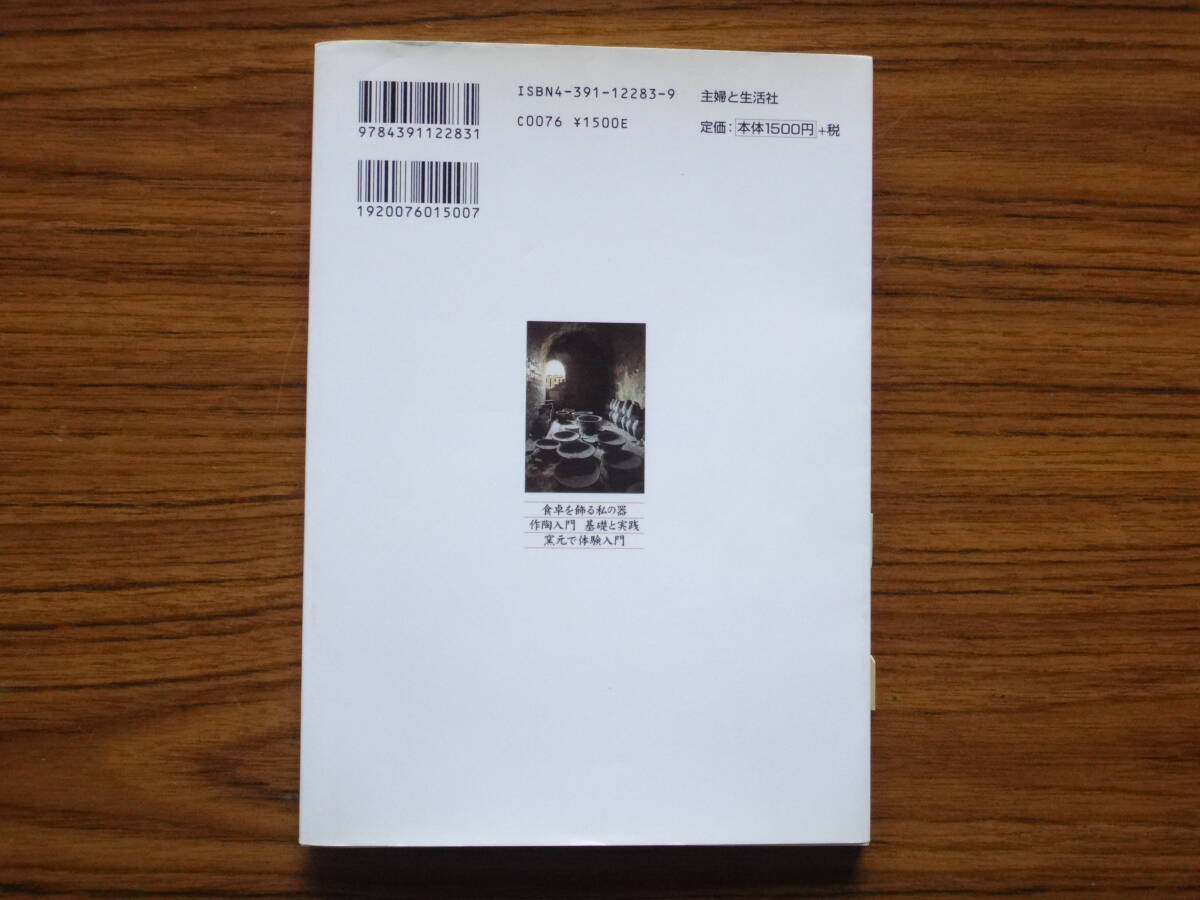 ISBN4-391-12283-9
C0076 ¥1500E
主婦と生活社
定価：本体1500円+税
9784391122831
1920076015007
食卓を飾る私の器
作陶入門 基礎と実践
窯元で体験入門